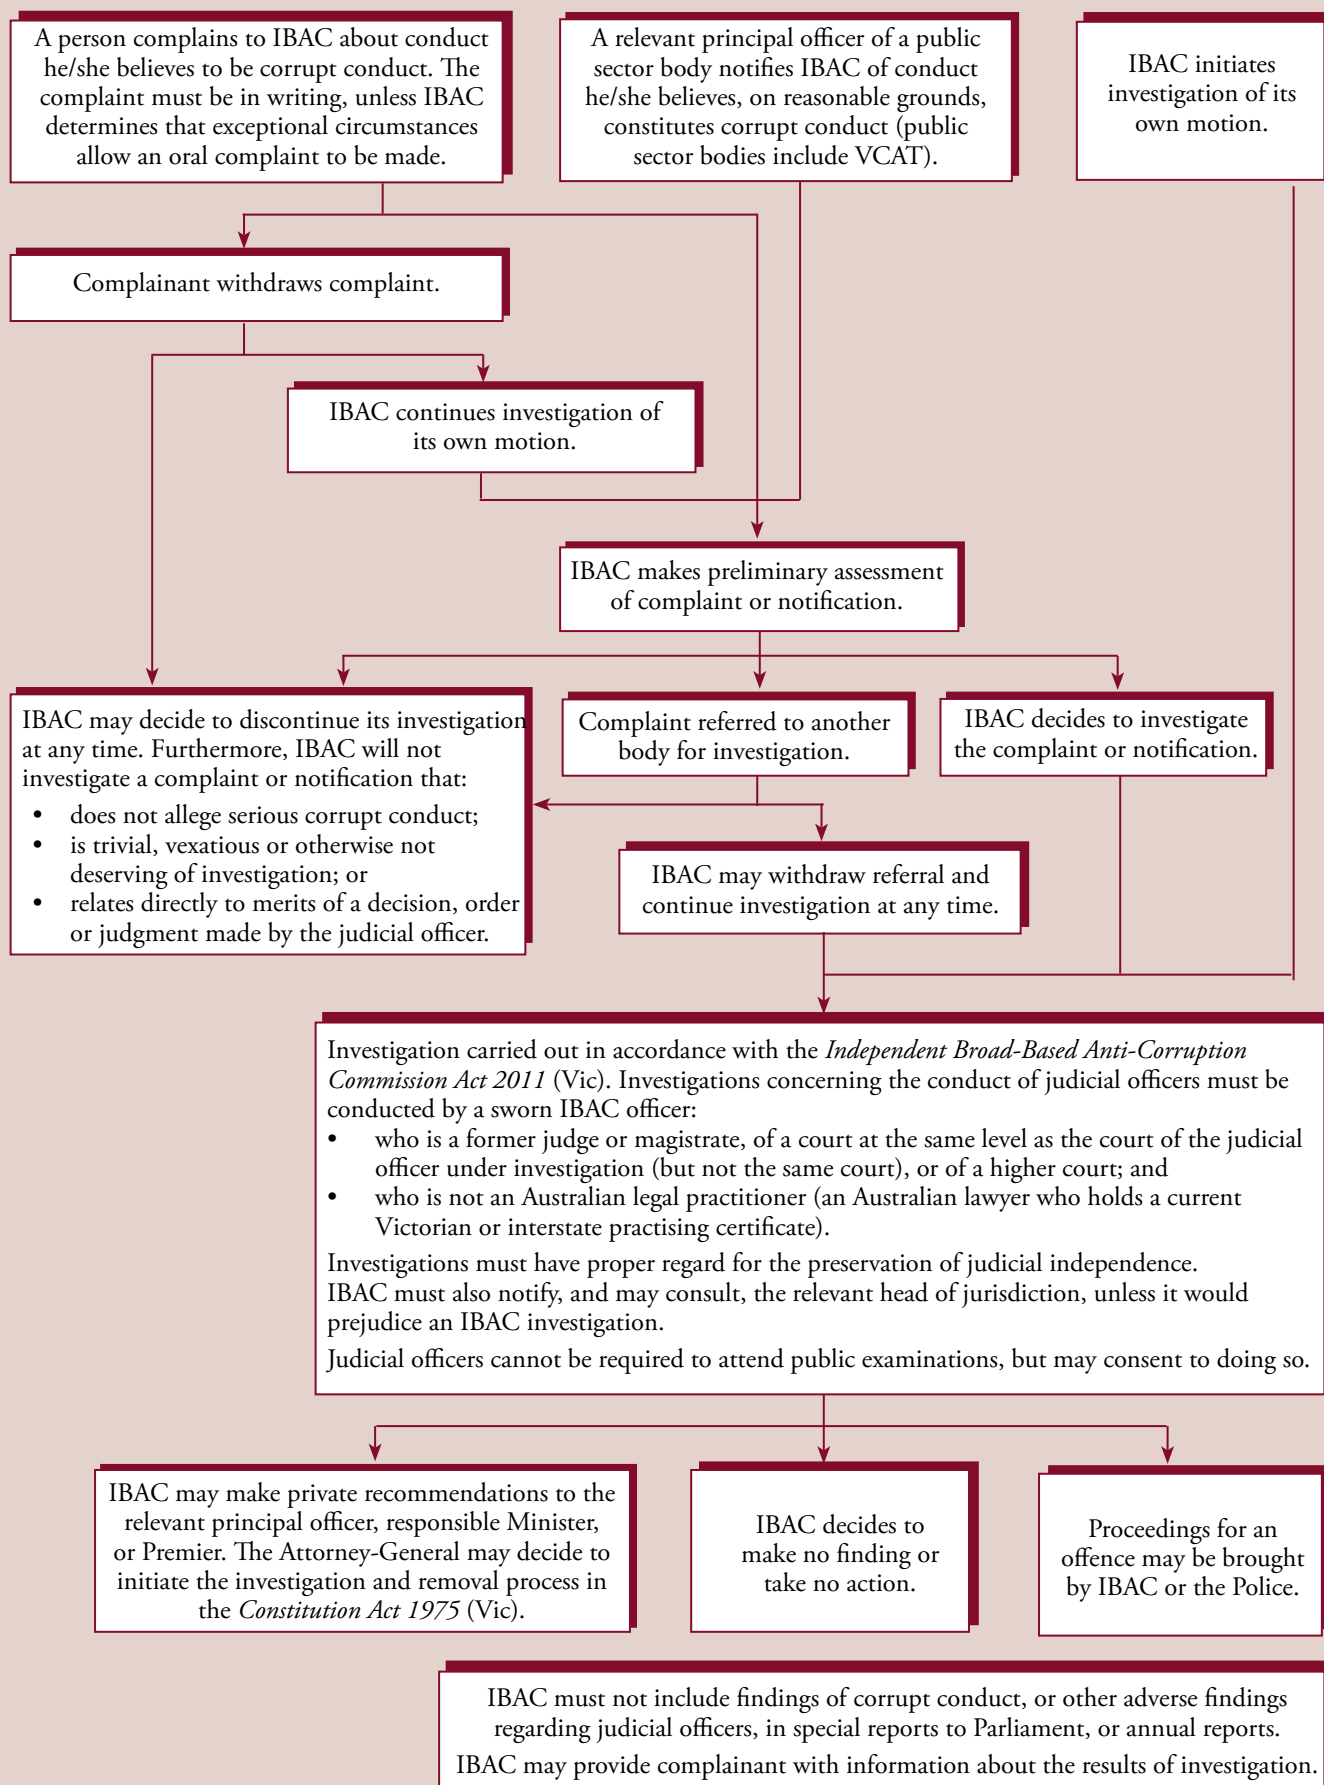 A person complains to IBAC about conduct
he/she believes to be corrupt conduct. The
complaint must be in writing, unless IBAC
determines that exceptional circumstances
allow an oral complaint to be made.
A relevant principal officer of a public
sector body notifies IBAC of conduct
he/she believes, on reasonable grounds,
constitutes corrupt conduct (public
sector bodies include VCAT).
IBAC initiates
investigation of its
own motion.
Complainant withdraws complaint.
IBAC continues investigation of
its own motion.
IBAC makes preliminary assessment
of complaint or notification.
IBAC may decide to discontinue its investigation
at any time. Furthermore, IBAC will not
investigate a complaint or notification that:
• does not allege serious corrupt conduct;
• is trivial, vexatious or otherwise not
deserving of investigation; or
• relates directly to merits of a decision, order
or judgment made by the judicial officer.
Complaint referred to another
body for investigation.
IBAC decides to investigate
the complaint or notification.
IBAC may withdraw referral and
continue investigation at any time.
Investigation carried out in accordance with the Independent Broad-Based Anti-Corruption
Commission Act 2011 (Vic). Investigations concerning the conduct of judicial officers must be
conducted by a sworn IBAC officer:
• who is a former judge or magistrate, of a court at the same level as the court of the judicial
officer under investigation (but not the same court), or of a higher court; and
• who is not an Australian legal practitioner (an Australian lawyer who holds a current
Victorian or interstate practising certificate).
Investigations must have proper regard for the preservation of judicial independence.
IBAC must also notify, and may consult, the relevant head of jurisdiction, unless it would
prejudice an IBAC investigation.
Judicial officers cannot be required to attend public examinations, but may consent to doing so.
IBAC may make private recommendations to the
relevant principal officer, responsible Minister,
or Premier. The Attorney-General may decide to
initiate the investigation and removal process in
the Constitution Act 1975 (Vic).
IBAC decides to
make no finding or
take no action.
Proceedings for an
offence may be brought
by IBAC or the Police.
IBAC must not include findings of corrupt conduct, or other adverse findings
regarding judicial officers, in special reports to Parliament, or annual reports.
IBAC may provide complainant with information about the results of investigation.